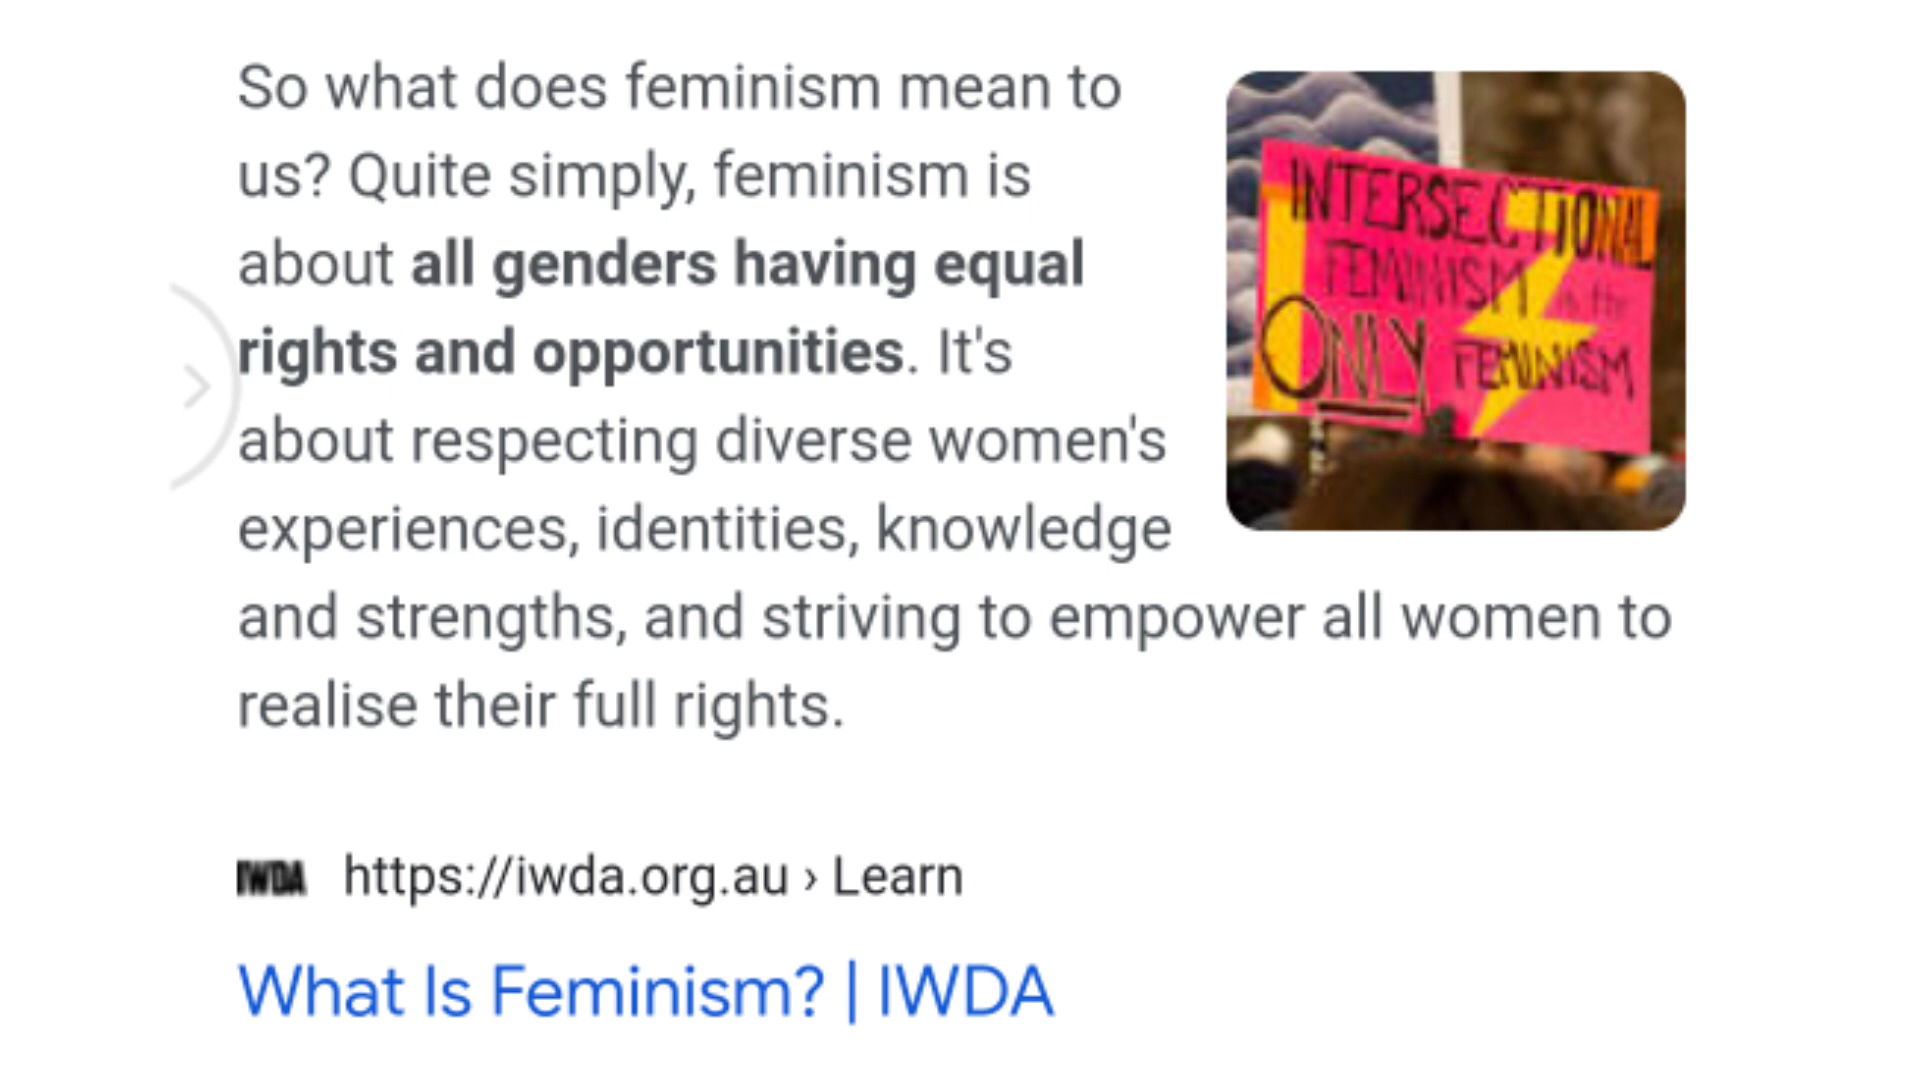 So what does feminism mean to
us? Quite simply, feminism is
about all genders having equal
rights and opportunities. It's
about respecting diverse women's
experiences, identities, knowledge
and strengths, and striving to empower all women to
realise their full rights.
INTERSECTIONAL
FEMINISM is the
ONLY FEMINISM
IWDA https://iwda.org.au › Learn
What Is Feminism? | IWDA